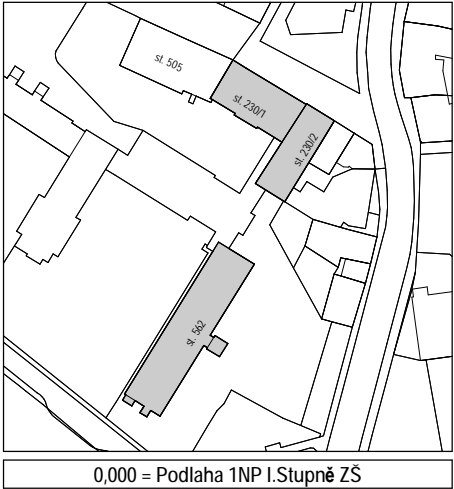 st. 505
st. 230/1
st. 230/2
st. 562
0,000 = Podlaha 1NP I.Stupně ZŠ